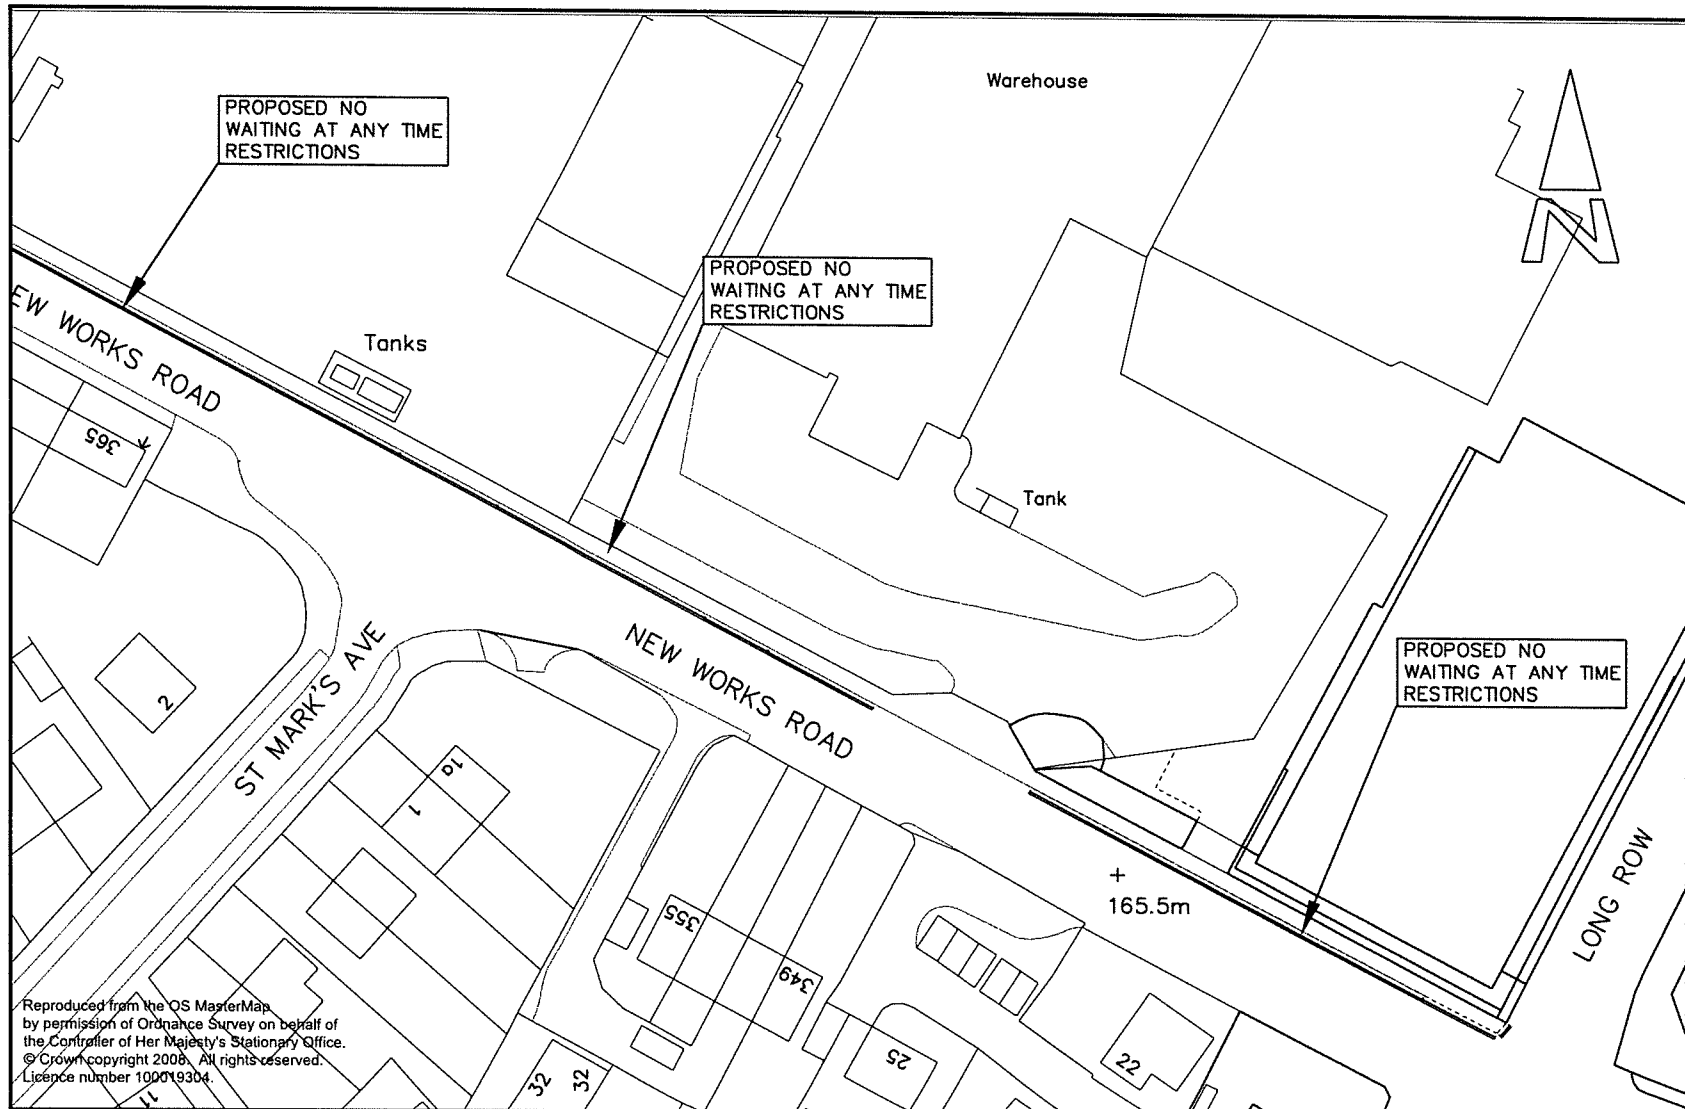 Warehouse
PROPOSED NO
WAITING AT ANY TIME
RESTRICTIONS
N
PROPOSED NO
WAITING AT ANY TIME
RESTRICTIONS
EW WORKS ROAD
Tanks
365
Tank
NEW WORKS ROAD
PROPOSED NO
WAITING AT ANY TIME
RESTRICTIONS
2
ST MARK'S AVE
1a
1
165.5m
LONG ROW
355
349
25
22
32
32
11
Reproduced from the OS MasterMap
by permission of Ordnance Survey on behalf of
the Controller of Her Majesty's Stationary Office.
© Crown copyright 2008. All rights reserved.
Licence number 100019304.